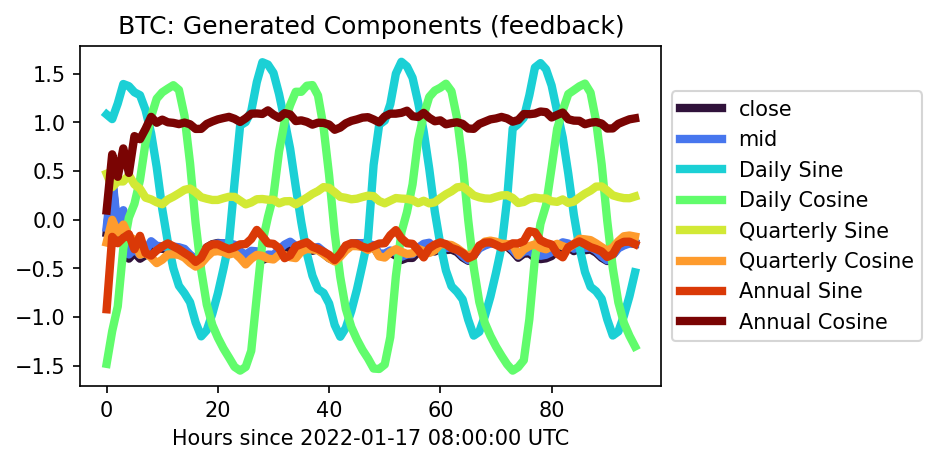 BTC: Generated Components (feedback)
1.5
1.0
0.5
0.0
−0.5
−1.0
−1.5
0 20 40 60 80
Hours since 2022-01-17 08:00:00 UTC
close
mid
Daily Sine
Daily Cosine
Quarterly Sine
Quarterly Cosine
Annual Sine
Annual Cosine